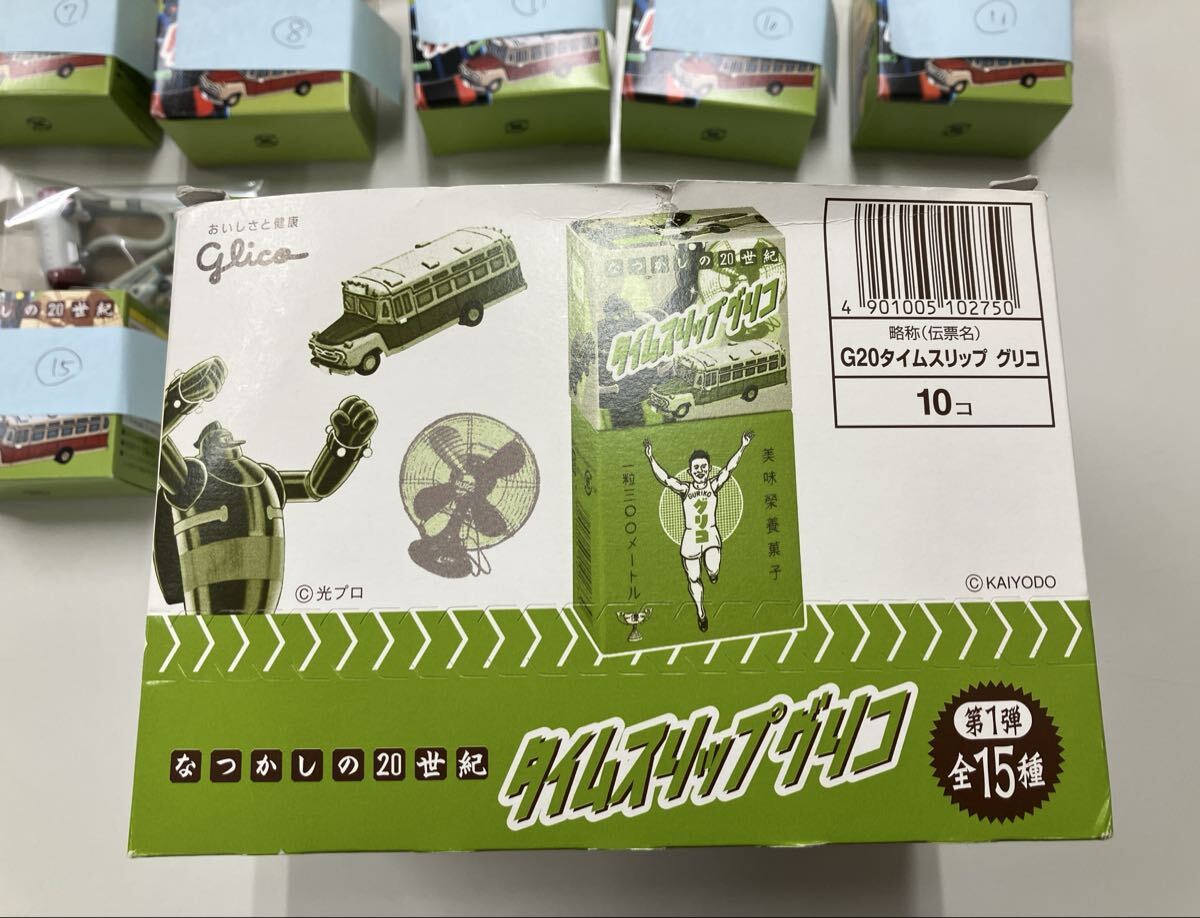 7
8
10
11
しの20世紀
15
おいしさと健康
Glico
なつかしの20世紀
タイムスリップグリコ
美味栄養菓子
一粒三〇〇メートル
GURIKO
グリコ
4 901005 102750
略称(伝票名)
G20タイムスリップ グリコ
10コ
©光プロ
©KAIYODO
なつかしの20世紀
タイムスリップグリコ
第1弾
全15種